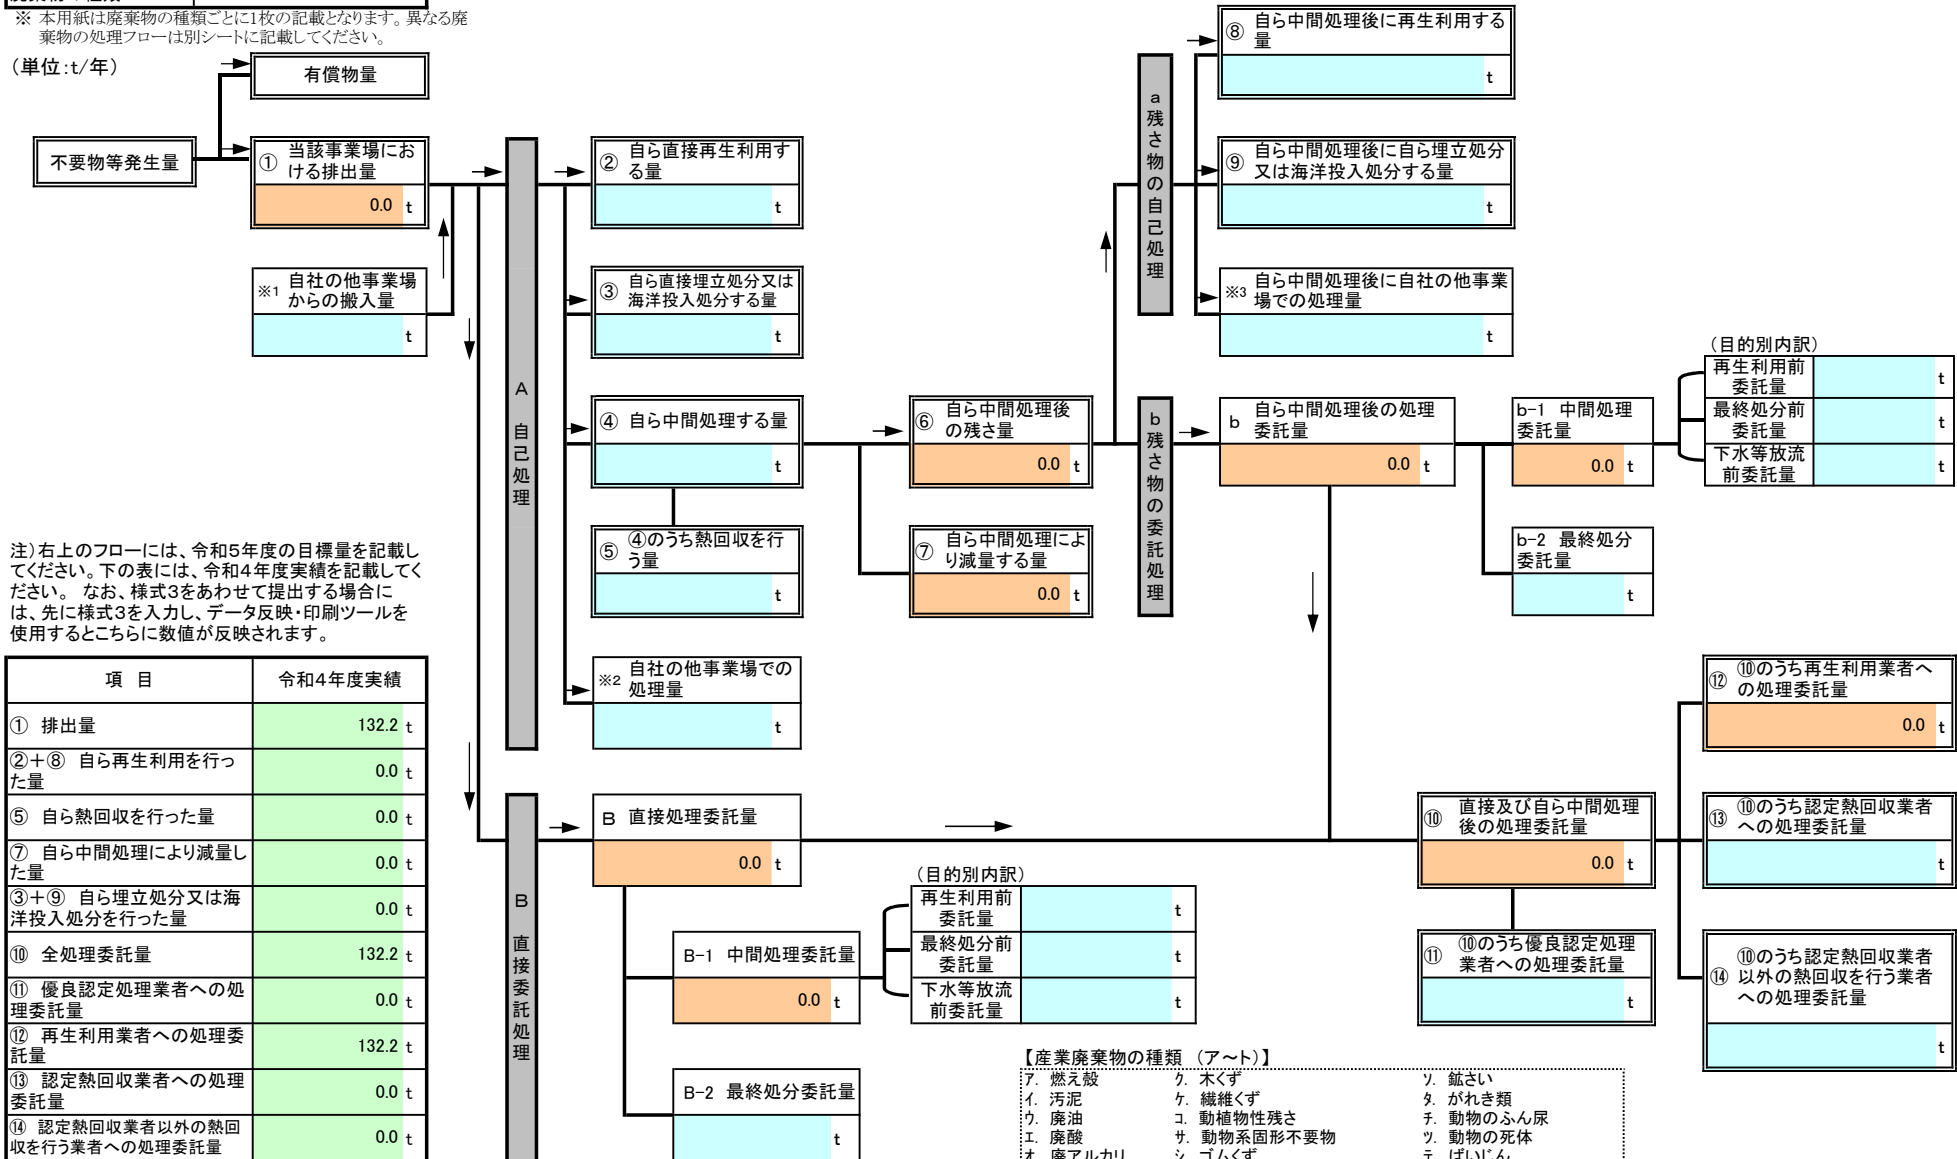 ※ 本用紙は廃棄物の種類ごとに1枚の記載となります。異なる廃
棄物の処理フローは別シートに記載してください。
（単位:t/年）
有償物量
不要物等発生量
① 当該事業場にお
ける排出量
0.0 t
※1 自社の他事業場
からの搬入量
t
A 自己処理
② 自ら直接再生利用す
る量
t
③ 自ら直接埋立処分又は
海洋投入処分する量
t
④ 自ら中間処理する量
t
⑤ ④のうち熱回収を行
う量
t
※2 自社の他事業場での
処理量
t
⑥ 自ら中間処理後
の残さ量
0.0 t
⑦ 自ら中間処理によ
り減量する量
0.0 t
a 残さ物の自己処理
⑧ 自ら中間処理後に再生利用する
量
t
⑨ 自ら中間処理後に自ら埋立処分
又は海洋投入処分する量
t
※3 自ら中間処理後に自社の他事業
場での処理量
t
b 残さ物の委託処理
b 自ら中間処理後の処理
委託量
0.0 t
b-1 中間処理
委託量
0.0 t
（目的別内訳）
再生利用前
委託量
t
最終処分前
委託量
t
下水等放流
前委託量
t
b-2 最終処分
委託量
t
注）右上のフローには、令和５年度の目標量を記載し
てください。下の表には、令和４年度実績を記載してく
ださい。 なお、様式3をあわせて提出する場合に
は、先に様式3を入力し、データ反映・印刷ツールを
使用するとこちらに数値が反映されます。
項 目 令和４年度実績
① 排出量 132.2 t
②＋⑧ 自ら再生利用を行っ
た量 0.0 t
⑤ 自ら熱回収を行った量 0.0 t
⑦ 自ら中間処理により減量し
た量 0.0 t
③＋⑨ 自ら埋立処分又は海
洋投入処分を行った量 0.0 t
⑩ 全処理委託量 132.2 t
⑪ 優良認定処理業者への処
理委託量 0.0 t
⑫ 再生利用業者への処理委
託量 132.2 t
⑬ 認定熱回収業者への処理
委託量 0.0 t
⑭ 認定熱回収業者以外の熱回
収を行う業者への処理委託量 0.0 t
B 直接委託処理
B 直接処理委託量
0.0 t
B-1 中間処理委託量
0.0 t
（目的別内訳）
再生利用前
委託量
t
最終処分前
委託量
t
下水等放流
前委託量
t
B-2 最終処分委託量
t
⑩ 直接及び自ら中間処理
後の処理委託量
0.0 t
⑪ ⑩のうち優良認定処理
業者への処理委託量
t
⑫ ⑩のうち再生利用業者へ
の処理委託量
0.0 t
⑬ ⑩のうち認定熱回収業者
への処理委託量
t
⑭ ⑩のうち認定熱回収業者
以外の熱回収を行う業者
への処理委託量
t
【産業廃棄物の種類 （ア～ト）】
ア. 燃え殻 ク. 木くず ソ. 鉱さい
イ. 汚泥 ケ. 繊維くず タ. がれき類
ウ. 廃油 コ. 動植物性残さ チ. 動物のふん尿
エ. 廃酸 サ. 動物系固形不要物 ツ. 動物の死体
オ. 廃アルカリ シ. ゴムくず テ. ばいじん